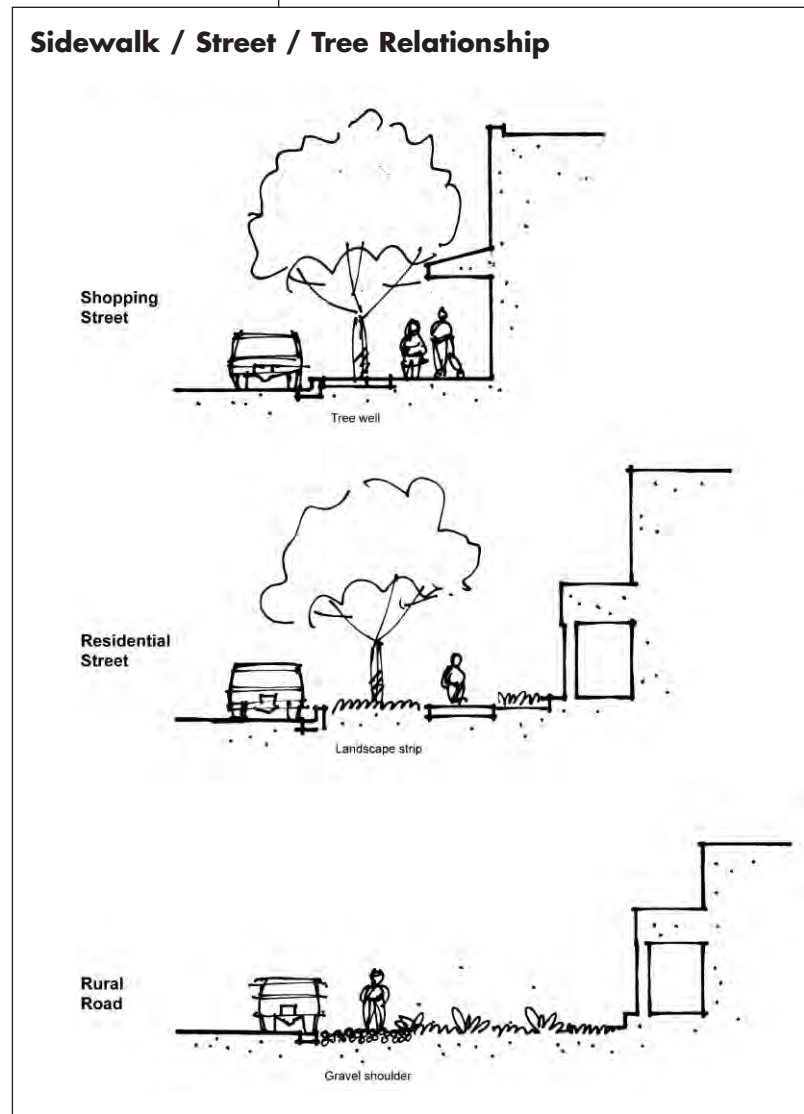 Sidewalk / Street / Tree Relationship
Shopping
Street
Tree well
Residential
Street
Landscape strip
Rural
Road
Gravel shoulder